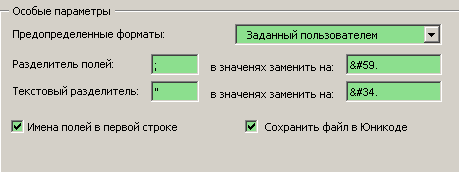 Особые параметры
Предопределенные форматы: Заданный пользователем
Разделитель полей: ; в значенях заменить на: &#59.
Текстовый разделитель: " в значенях заменить на: &#34.
Имена полей в первой строке Сохранить файл в Юникоде